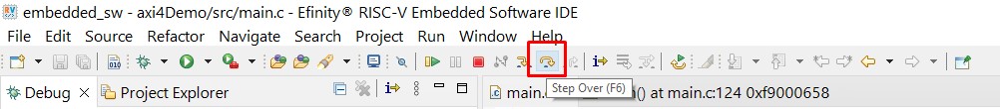 embedded_sw - axi4Demo/src/main.c - Efinity® RISC-V Embedded Software IDE
File Edit Source Refactor Navigate Search Project Run Window Help
Step Over (F6)
Debug Project Explorer main. () at main.c:124 0xf9000658